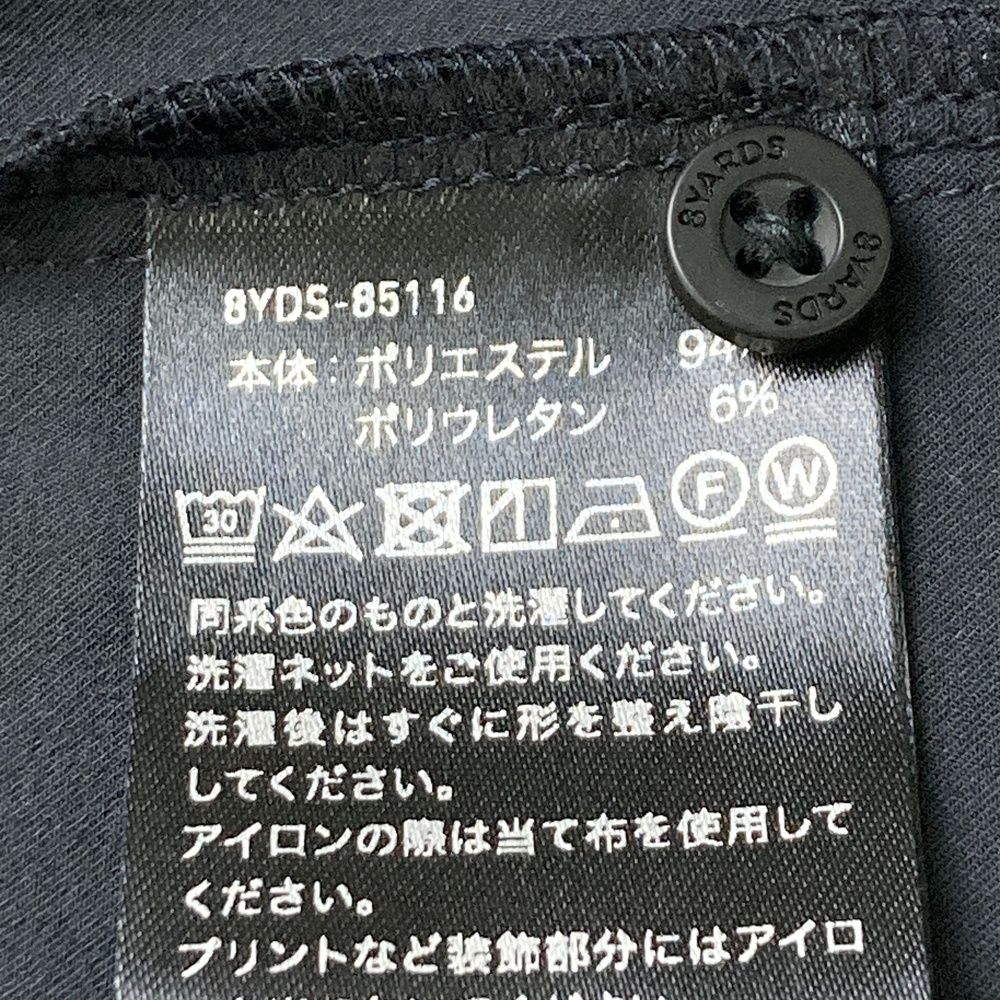 8YARDS
8YARDS
8YDS-85116
本体：ポリエステル 94%
ポリウレタン 6%
30 F W
同系色のものと洗濯してください。
洗濯ネットをご使用ください。
洗濯後はすぐに形を整え陰干し
してください。
アイロンの際は当て布を使用して
ください。
プリントなど装飾部分にはアイロ